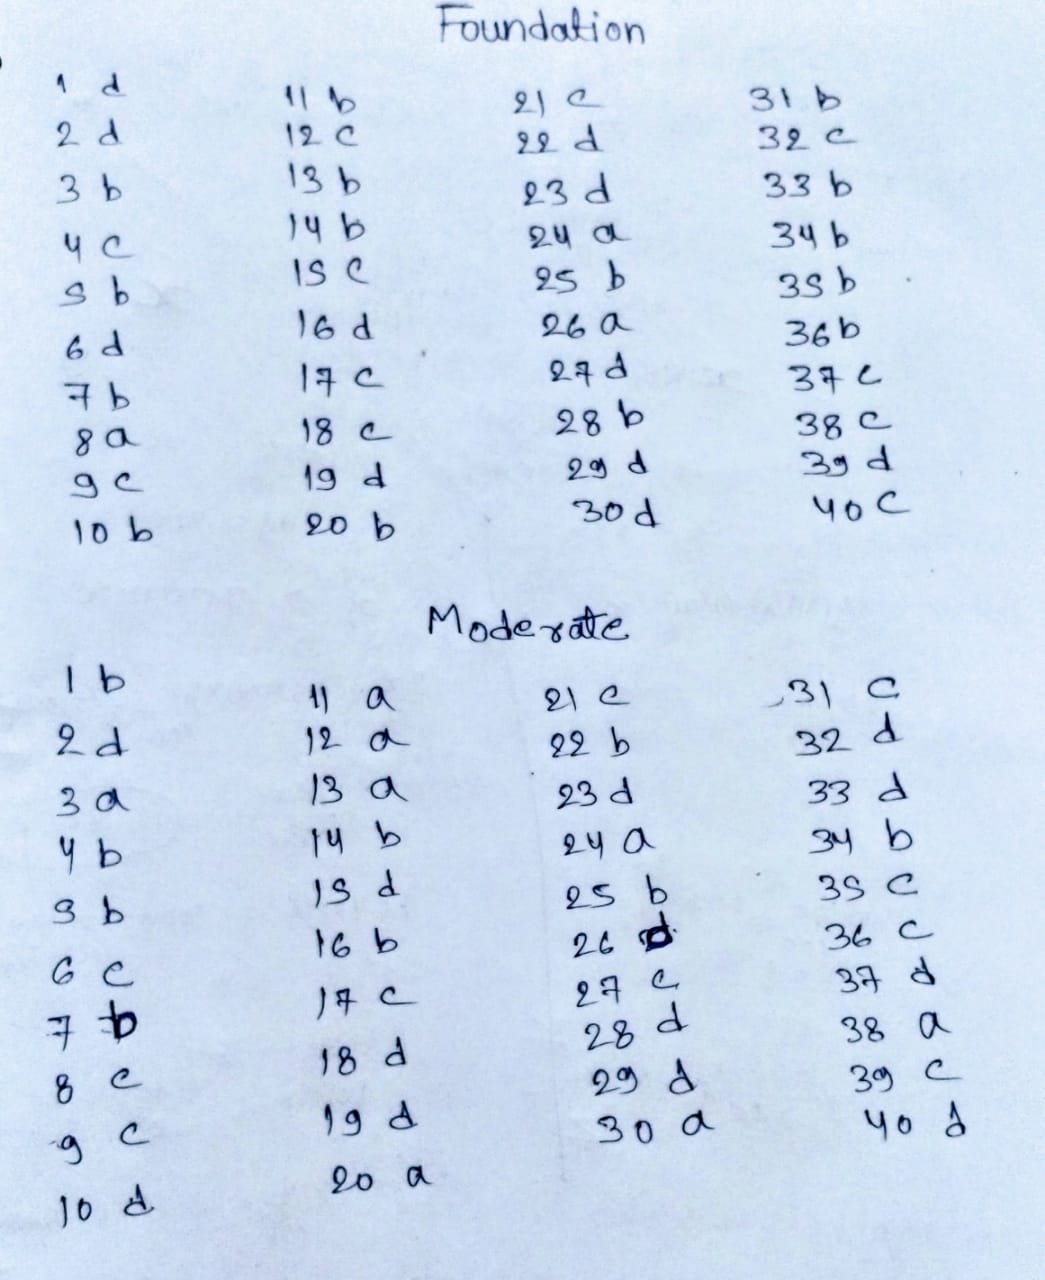 Foundation
1 d
2 d
3 b
4 c
5 b
6 d
7 b
8 a
9 c
10 b
11 b
12 c
13 b
14 b
15 c
16 d
17 c
18 c
19 d
20 b
21 c
22 d
23 d
24 a
25 b
26 a
27 d
28 b
29 d
30 d
31 b
32 c
33 b
34 b
35 b
36 b
37 c
38 c
39 d
40 c
Moderate
1 b
2 d
3 a
4 b
5 b
6 c
7 b
8 c
9 c
10 d
11 a
12 a
13 a
14 b
15 d
16 b
17 c
18 d
19 d
20 a
21 c
22 b
23 d
24 a
25 b
26 d
27 c
28 d
29 d
30 a
31 c
32 d
33 d
34 b
35 c
36 c
37 d
38 a
39 c
40 d